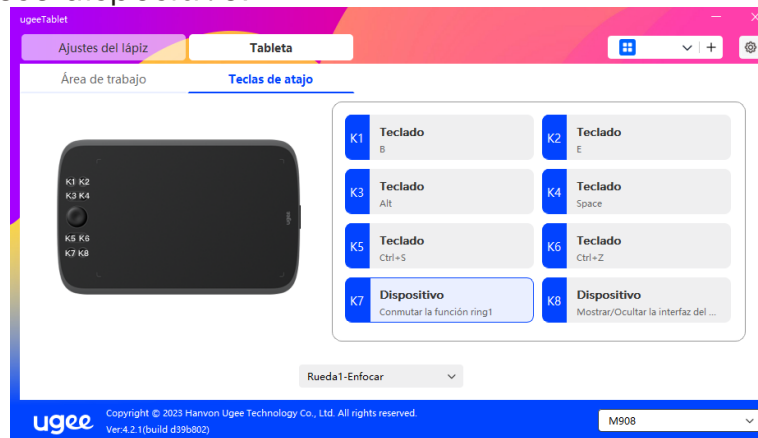 ugeeTablet
Ajustes del lápiz
Tableta
Área de trabajo
Teclas de atajo
K1 K2
K3 K4
K5 K6
K7 K8
ugee
K1
Teclado
B
K2
Teclado
E
K3
Teclado
Alt
K4
Teclado
Space
K5
Teclado
Ctrl+S
K6
Teclado
Ctrl+Z
K7
Dispositivo
Conmutar la función ring1
K8
Dispositivo
Mostrar/Ocultar la interfaz del ...
Rueda1-Enfocar
ugee
Copyright © 2023 Hanvon Ugee Technology Co., Ltd. All rights reserved.
Ver:4.2.1(build d39b802)
M908